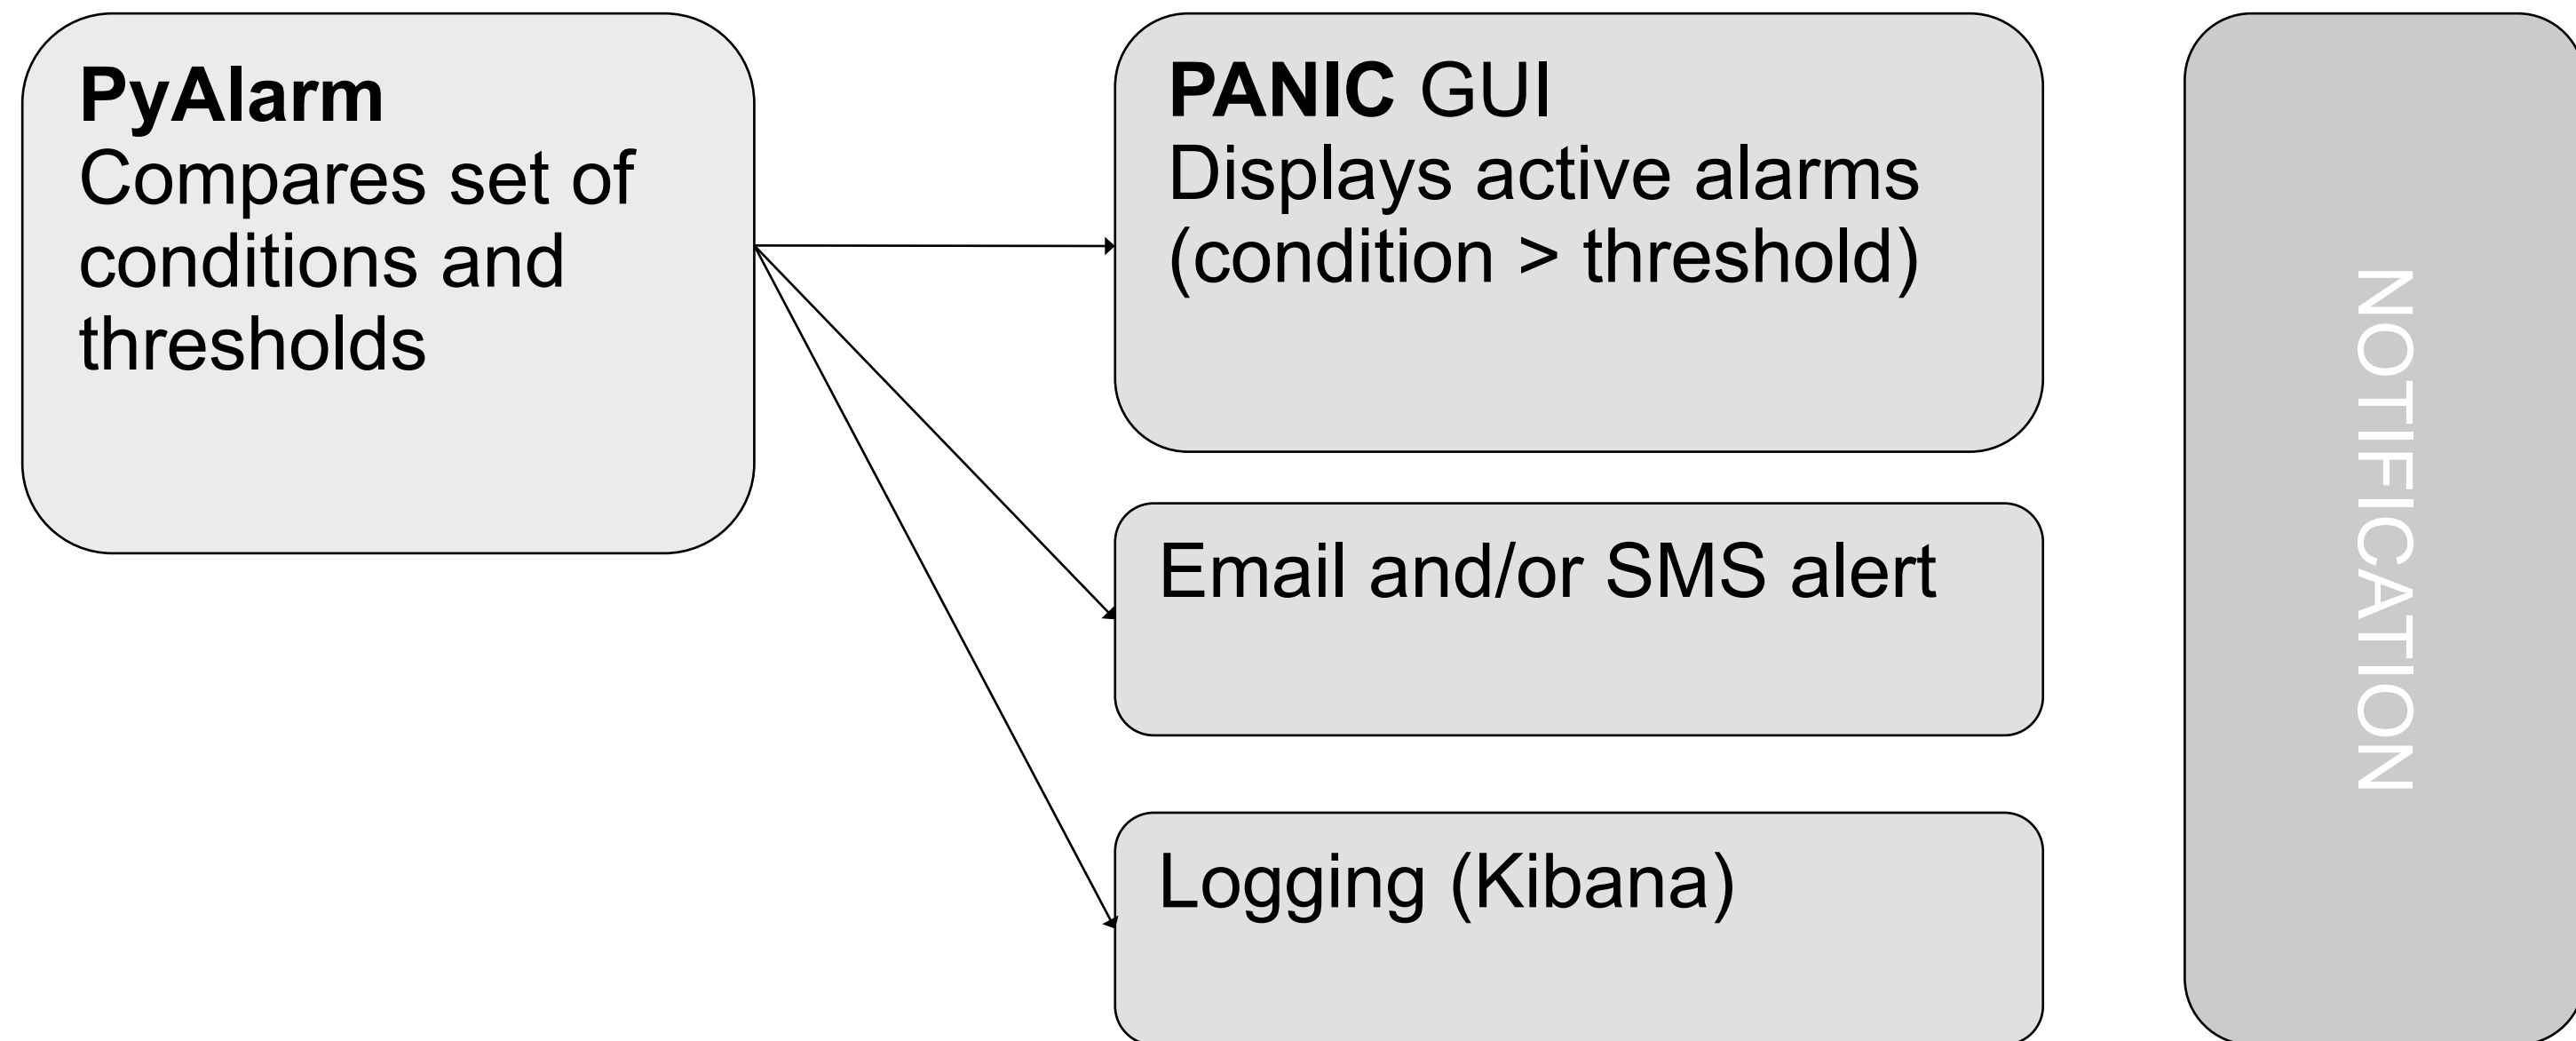 PyAlarm
Compares set of
conditions and
thresholds
PANIC GUI
Displays active alarms
(condition > threshold)
Email and/or SMS alert
Logging (Kibana)
NOTIFICATION